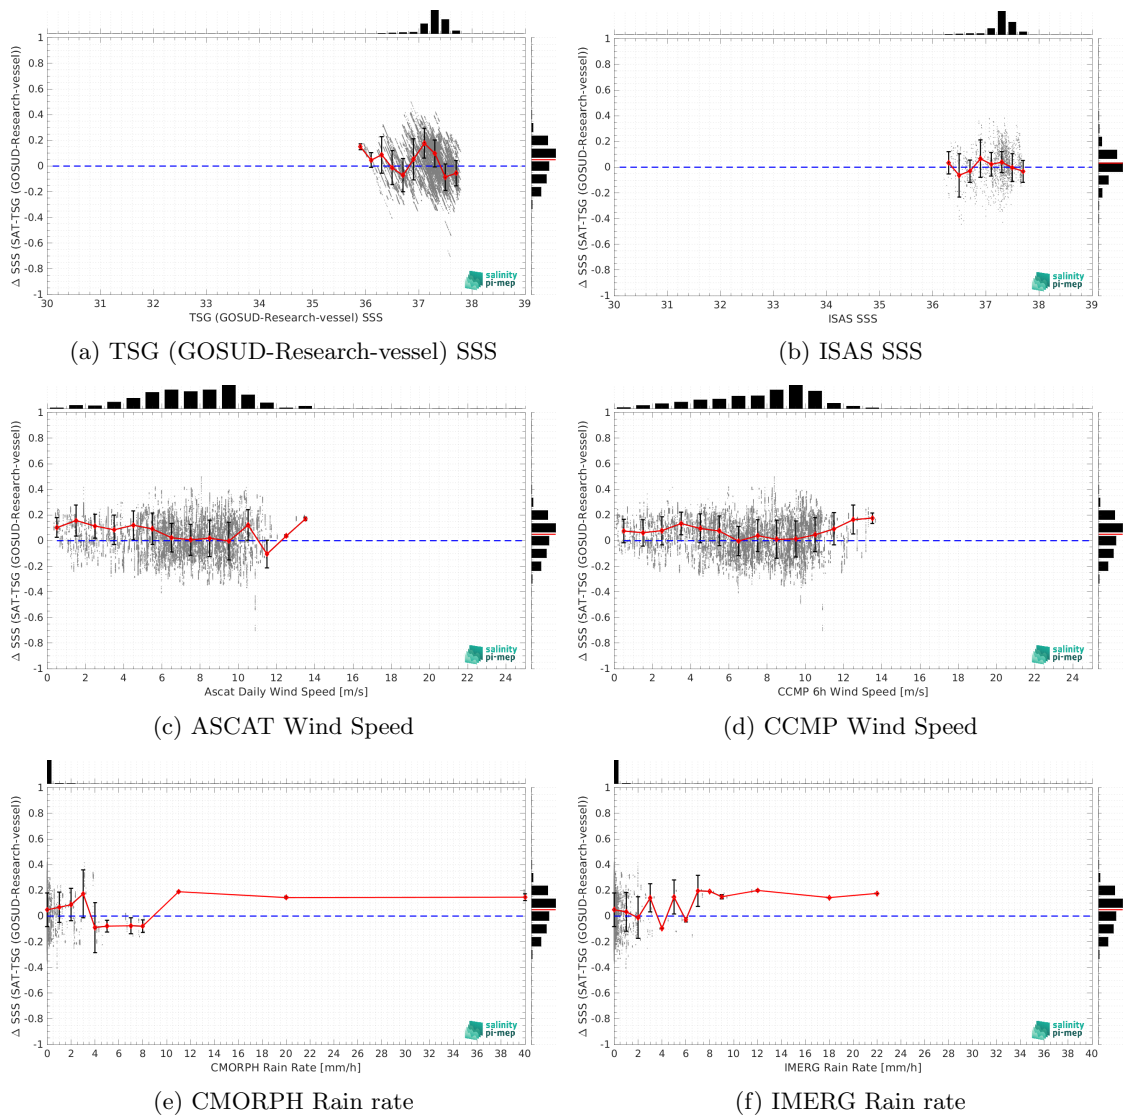 Δ SSS (SAT-TSG (GOSUD-Research-vessel))
1
0.8
0.6
0.4
0.2
0
-0.2
-0.4
-0.6
-0.8
-1
30 31 32 33 34 35 36 37 38 39
TSG (GOSUD-Research-vessel) SSS
salinity
pi-mep
(a) TSG (GOSUD-Research-vessel) SSS
Δ SSS (SAT-TSG (GOSUD-Research-vessel))
1
0.8
0.6
0.4
0.2
0
-0.2
-0.4
-0.6
-0.8
-1
30 31 32 33 34 35 36 37 38 39
ISAS SSS
salinity
pi-mep
(b) ISAS SSS
Δ SSS (SAT-TSG (GOSUD-Research-vessel))
1
0.8
0.6
0.4
0.2
0
-0.2
-0.4
-0.6
-0.8
-1
0 2 4 6 8 10 12 14 16 18 20 22 24
Ascat Daily Wind Speed [m/s]
salinity
pi-mep
(c) ASCAT Wind Speed
Δ SSS (SAT-TSG (GOSUD-Research-vessel))
1
0.8
0.6
0.4
0.2
0
-0.2
-0.4
-0.6
-0.8
-1
0 2 4 6 8 10 12 14 16 18 20 22 24
CCMP 6h Wind Speed [m/s]
salinity
pi-mep
(d) CCMP Wind Speed
Δ SSS (SAT-TSG (GOSUD-Research-vessel))
1
0.8
0.6
0.4
0.2
0
-0.2
-0.4
-0.6
-0.8
-1
0 2 4 6 8 10 12 14 16 18 20 22 24 26 28 30 32 34 36 38 40
CMORPH Rain Rate [mm/h]
salinity
pi-mep
(e) CMORPH Rain rate
Δ SSS (SAT-TSG (GOSUD-Research-vessel))
1
0.8
0.6
0.4
0.2
0
-0.2
-0.4
-0.6
-0.8
-1
0 2 4 6 8 10 12 14 16 18 20 22 24 26 28 30 32 34 36 38 40
IMERG Rain Rate [mm/h]
salinity
pi-mep
(f) IMERG Rain rate